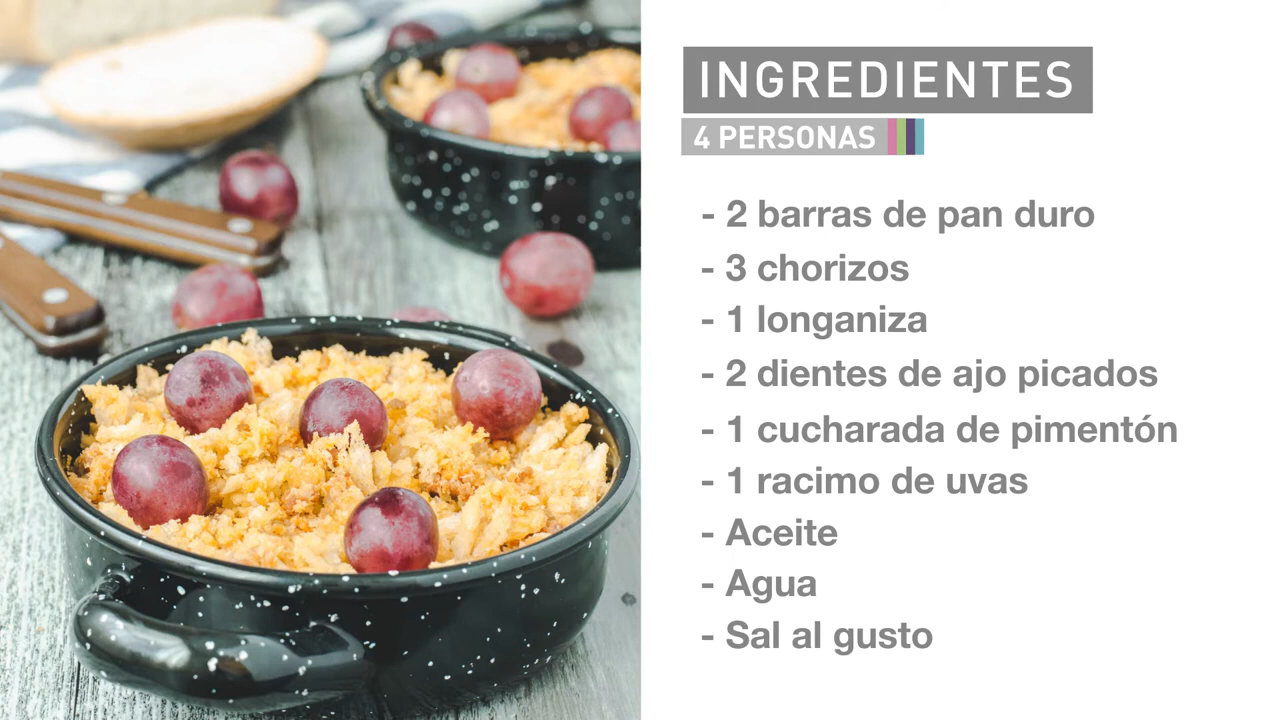 INGREDIENTES
4 PERSONAS
- 2 barras de pan duro
- 3 chorizos
- 1 longaniza
- 2 dientes de ajo picados
- 1 cucharada de pimentón
- 1 racimo de uvas
- Aceite
- Agua
- Sal al gusto